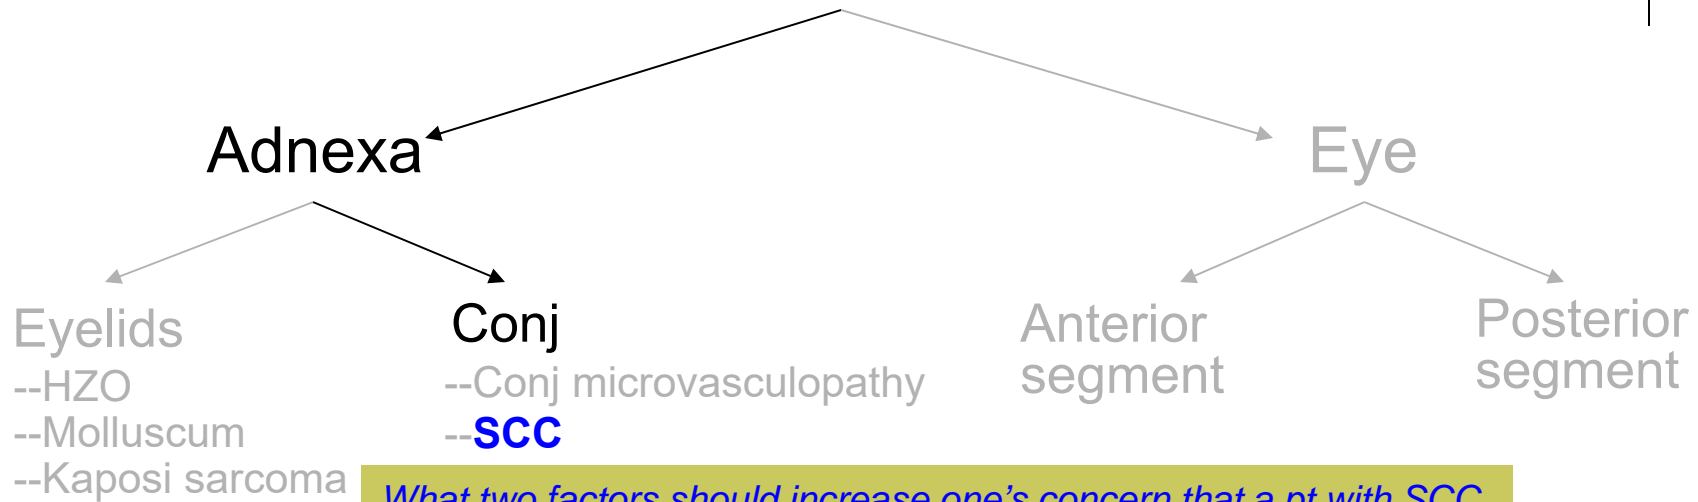 Adnexa
Eye
Eyelids
--HZO
--Molluscum
--Kaposi sarcoma
Conj
--Conj microvasculopathy
--SCC
Anterior
segment
Posterior
segment
What two factors should increase one's concern that a pt with SCC